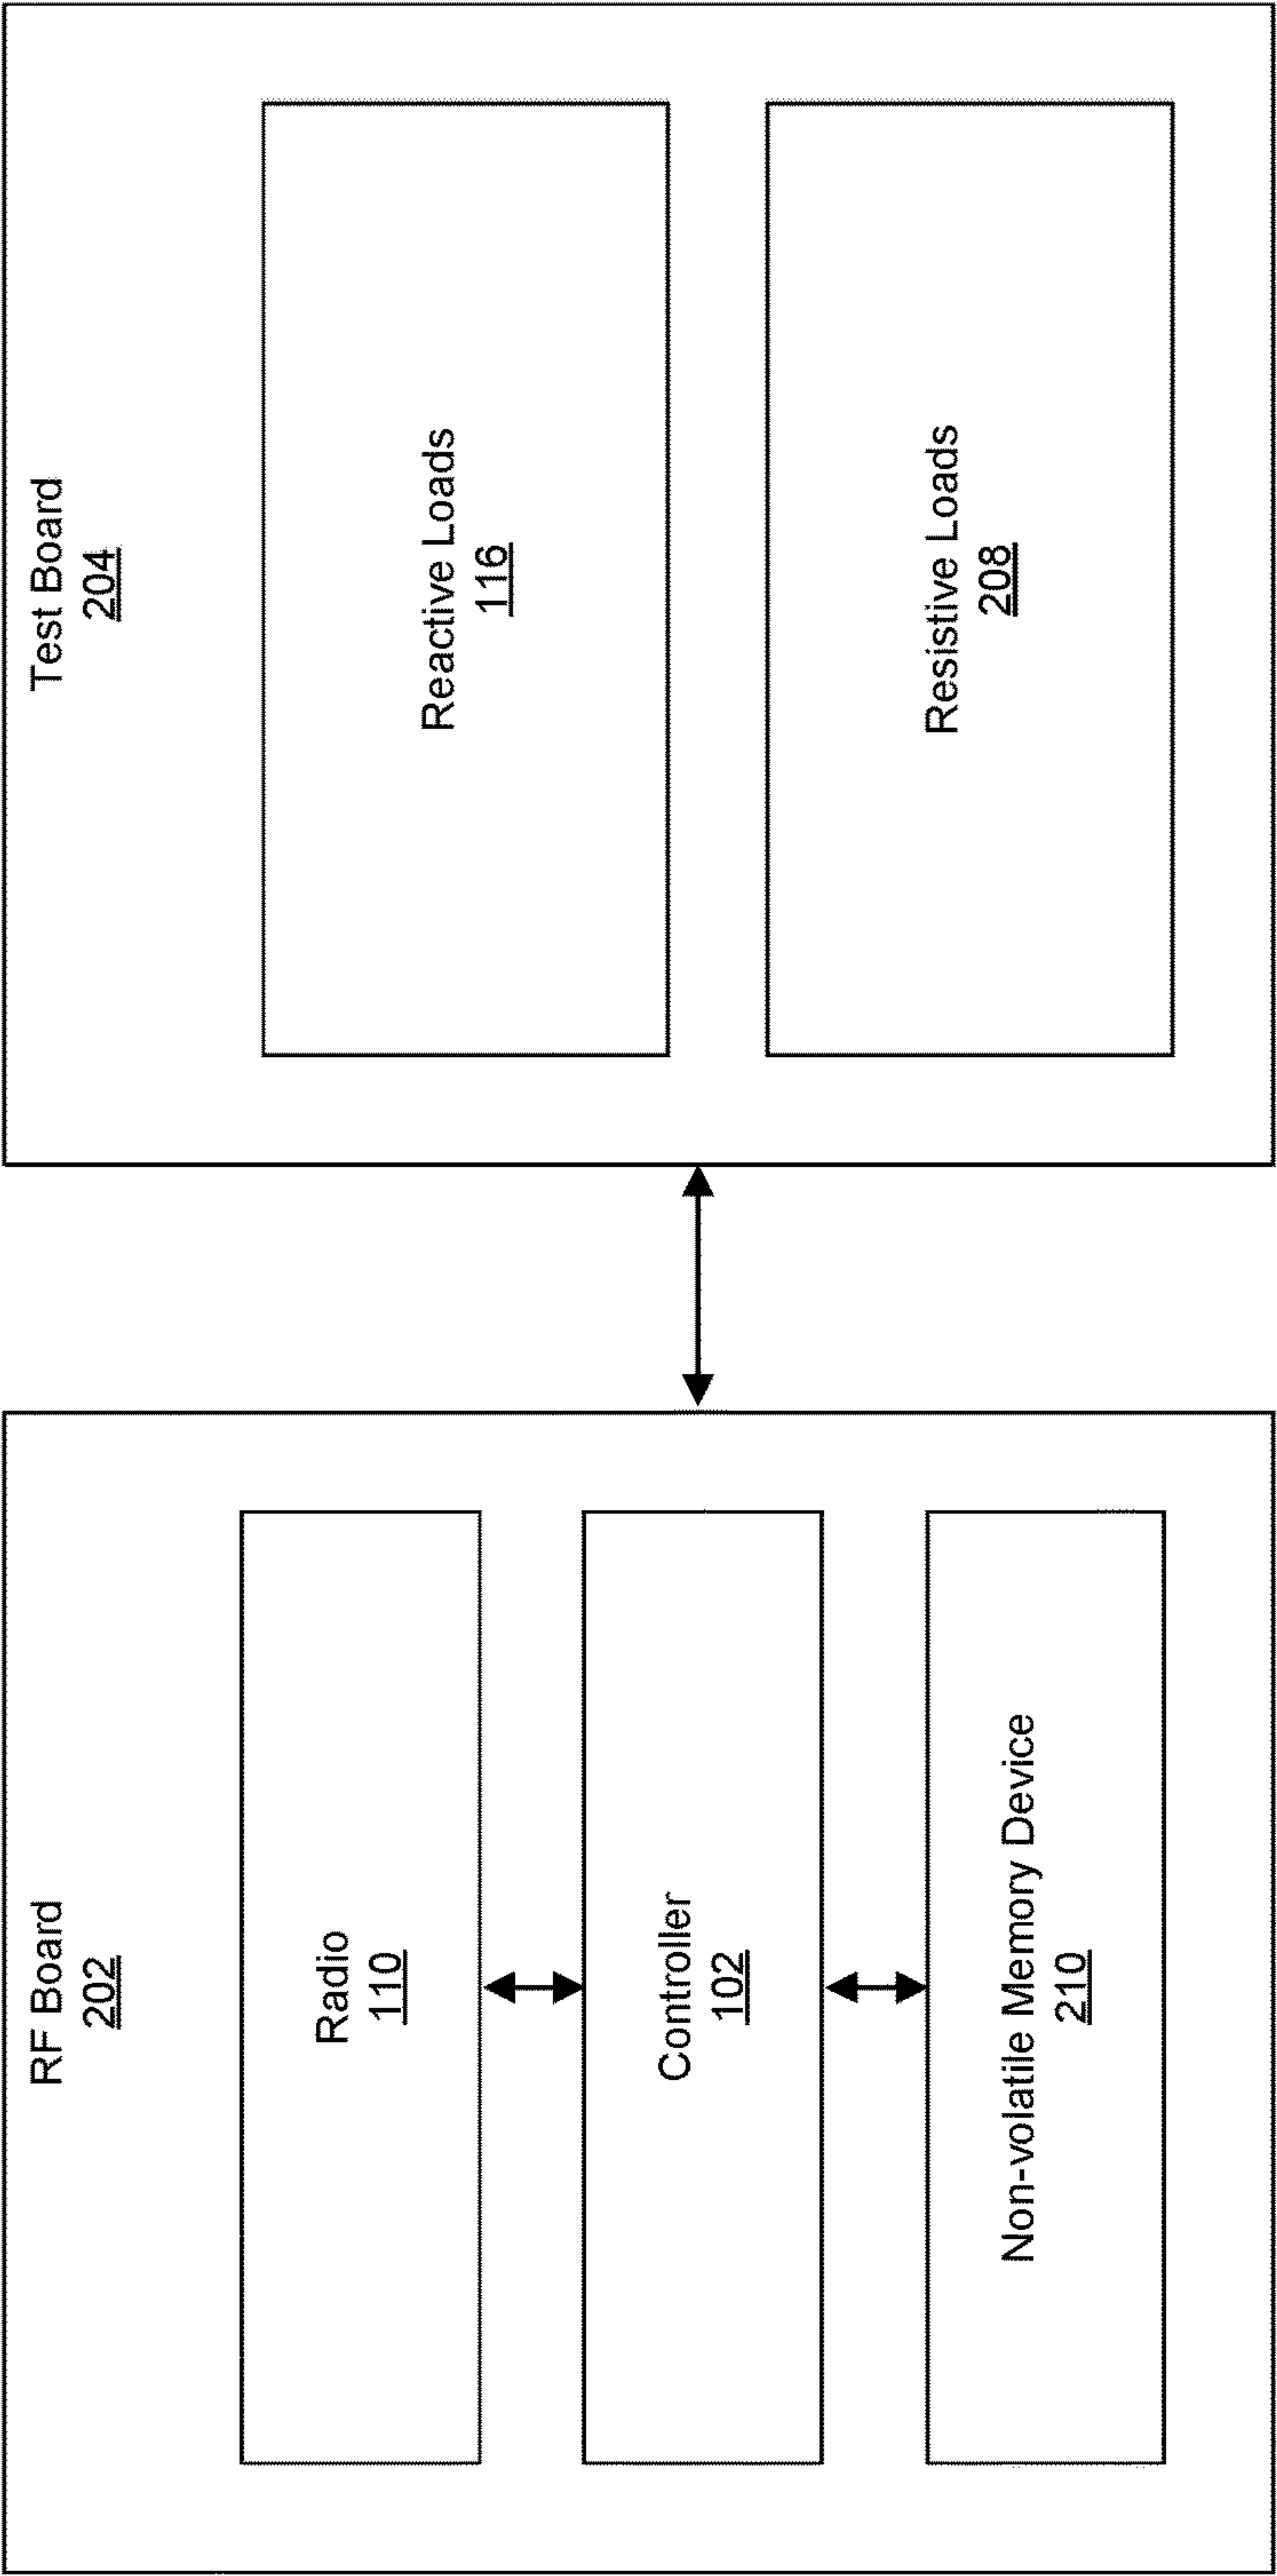 RF Board
202
Radio
110
Controller
102
Non-volatile Memory Device
210
Test Board
204
Reactive Loads
116
Resistive Loads
208